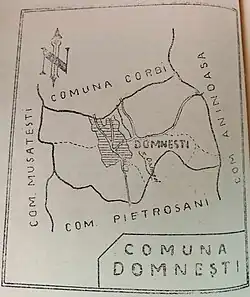 N
COMUNA CORBI
COM. ANINOASA
COM. MUSATESTI
DOMNEȘTI
COM. PIETROSANI
COMUNA
DOMNEȘTI